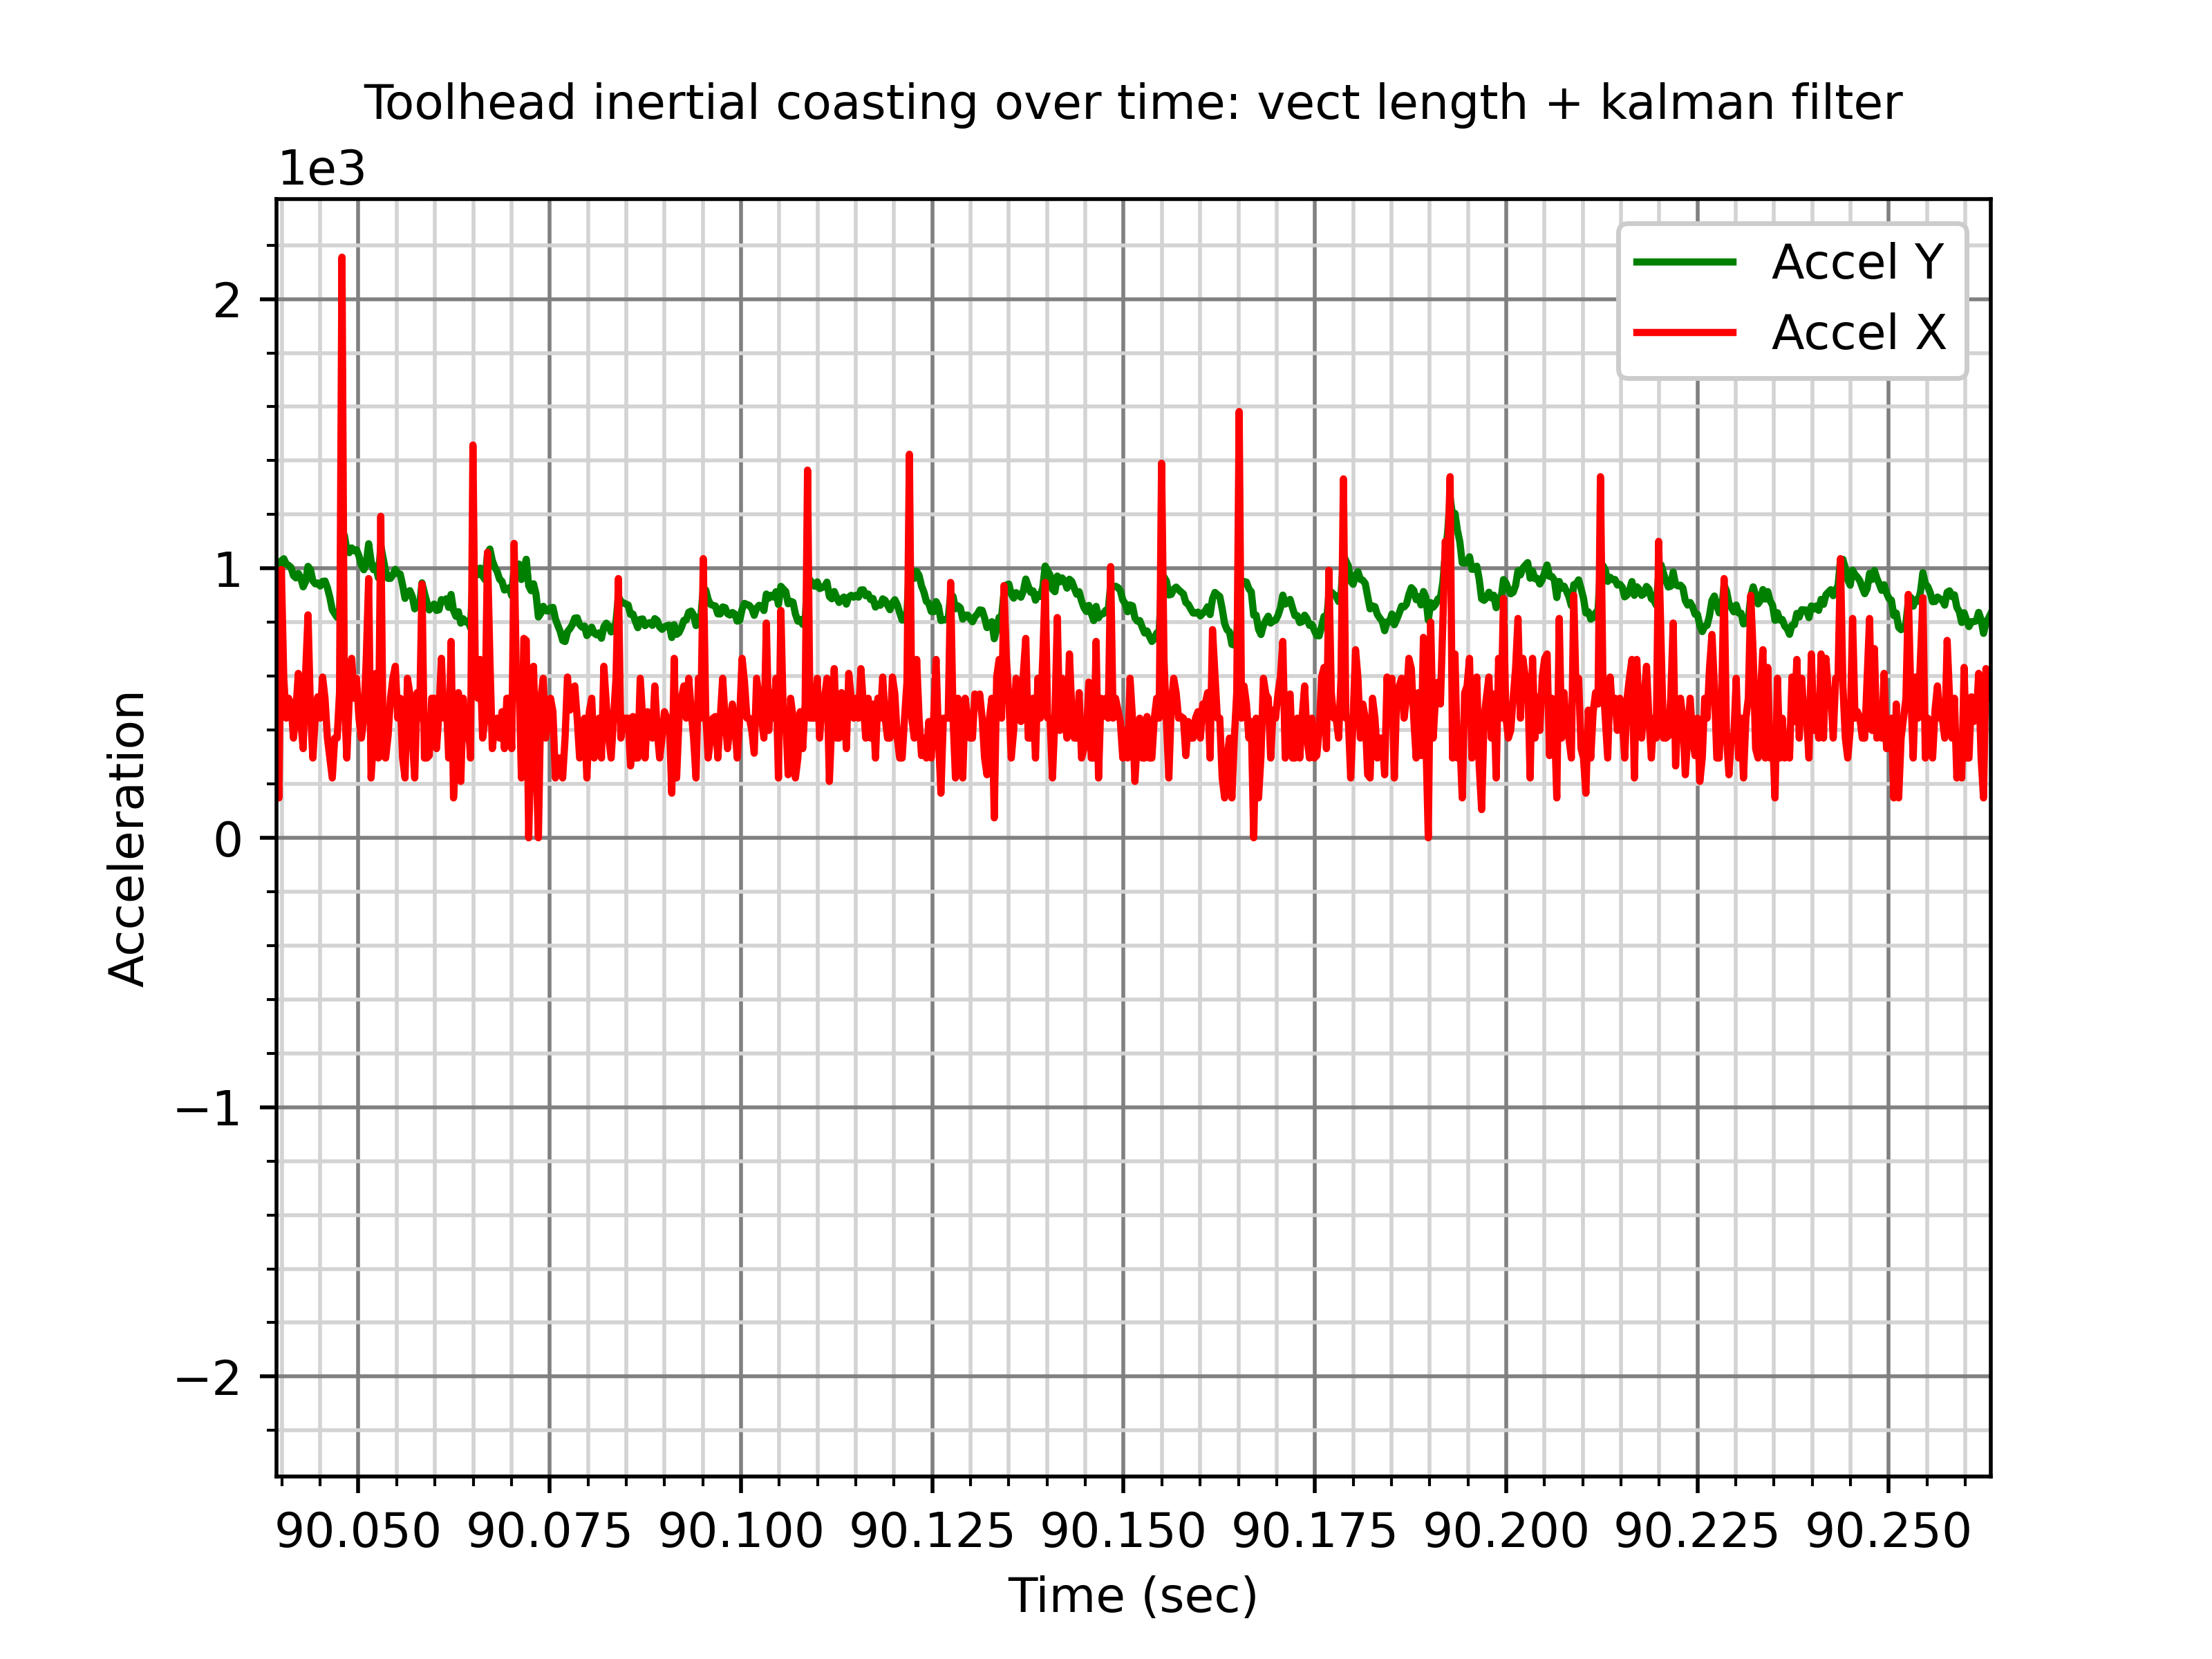 Toolhead inertial coasting over time: vect length + kalman filter
1e3
Accel Y
Accel X
2
1
0
−1
−2
Acceleration
90.050 90.075 90.100 90.125 90.150 90.175 90.200 90.225 90.250
Time (sec)